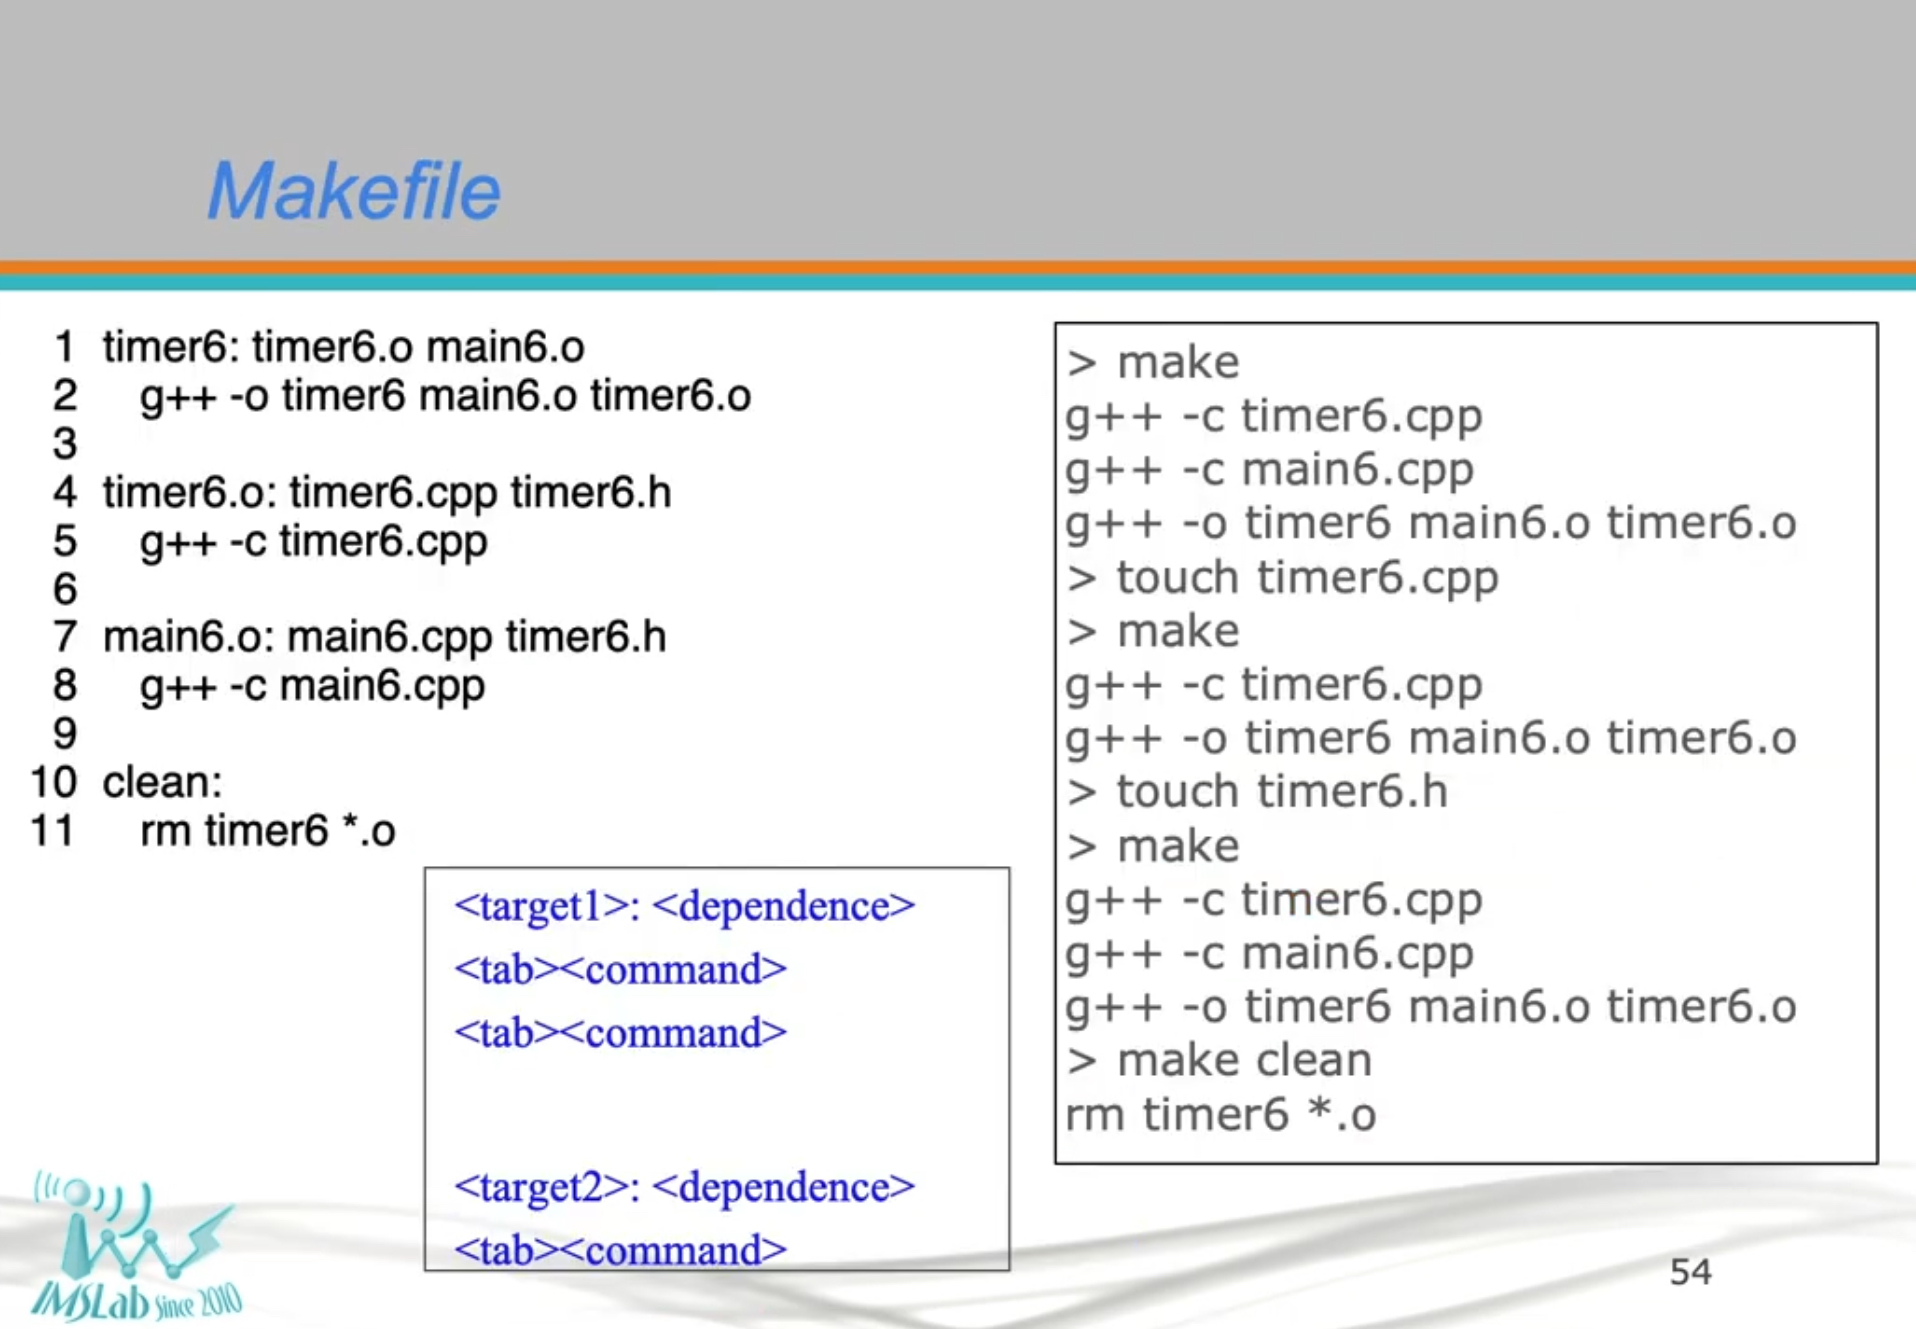 Makefile
1 timer6: timer6.o main6.o
2 g++ -o timer6 main6.o timer6.o
3
4 timer6.o: timer6.cpp timer6.h
5 g++ -c timer6.cpp
6
7 main6.o: main6.cpp timer6.h
8 g++ -c main6.cpp
9
10 clean:
11 rm timer6 *.o
<target1>: <dependence>
<tab><command>
<tab><command>
<target2>: <dependence>
<tab><command>
> make
g++ -c timer6.cpp
g++ -c main6.cpp
g++ -o timer6 main6.o timer6.o
> touch timer6.cpp
> make
g++ -c timer6.cpp
g++ -o timer6 main6.o timer6.o
> touch timer6.h
> make
g++ -c timer6.cpp
g++ -c main6.cpp
g++ -o timer6 main6.o timer6.o
> make clean
rm timer6 *.o
IMSLab Since 2010
54